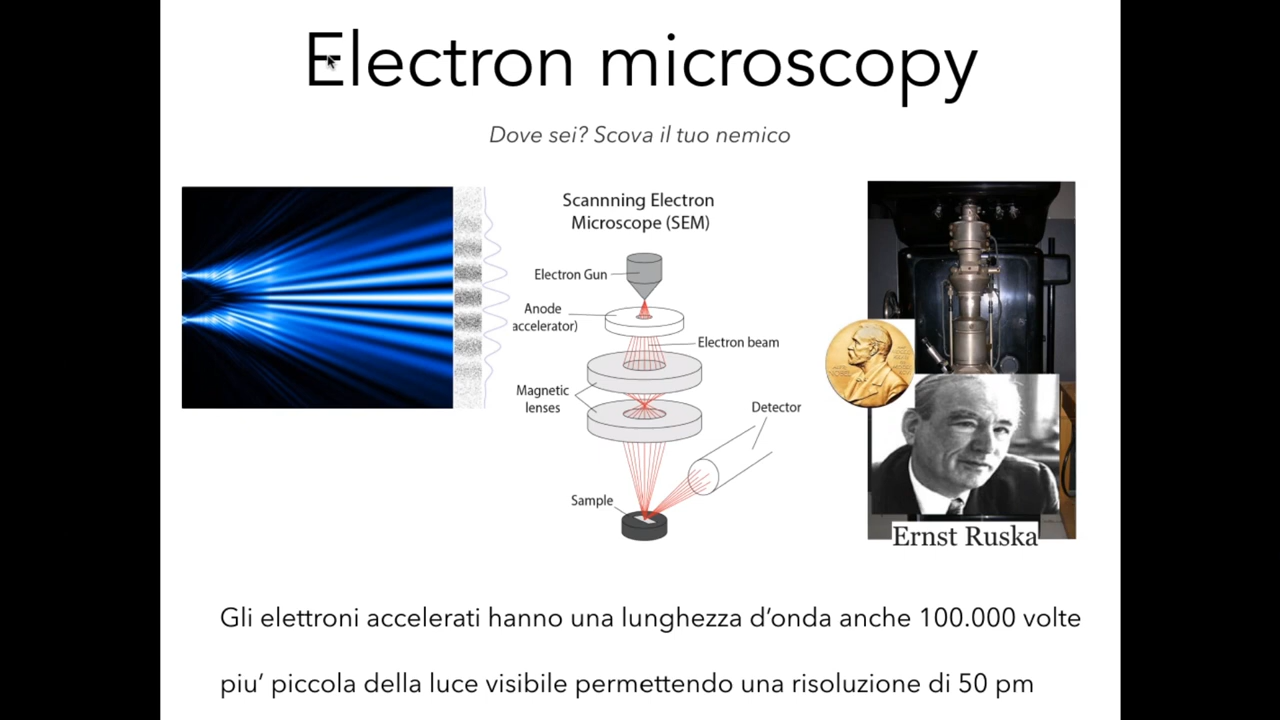 Electron microscopy
Dove sei? Scova il tuo nemico
Scannning Electron
Microscope (SEM)
Electron Gun
Anode
accelerator)
Electron beam
Magnetic
lenses
Detector
Sample
Ernst Ruska
Gli elettroni accelerati hanno una lunghezza d’onda anche 100.000 volte
piu’ piccola della luce visibile permettendo una risoluzione di 50 pm